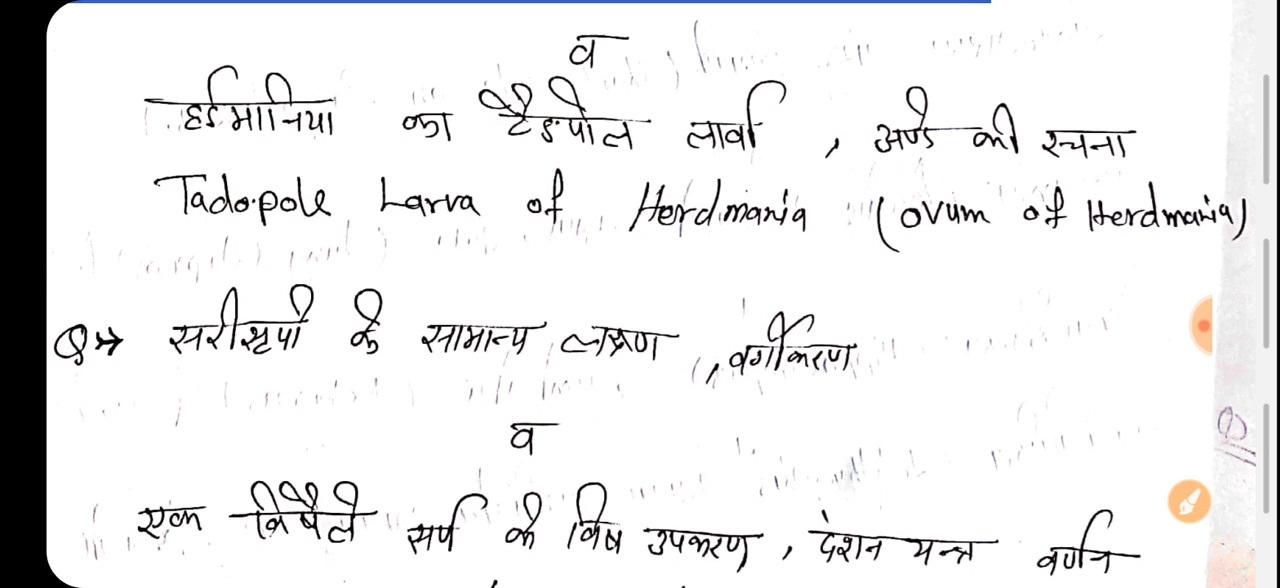 व
हर्डमानिया का टैडपोल लार्वा , अण्डे की रचना
Tadopole Larva of Herdmania (ovum of Herdmania)
Q→ सरीसृपों के सामान्य लक्षण , वर्गीकरण
व
एक विषैले सर्प के विष उपकरण , दंशन यन्त्र वर्णन